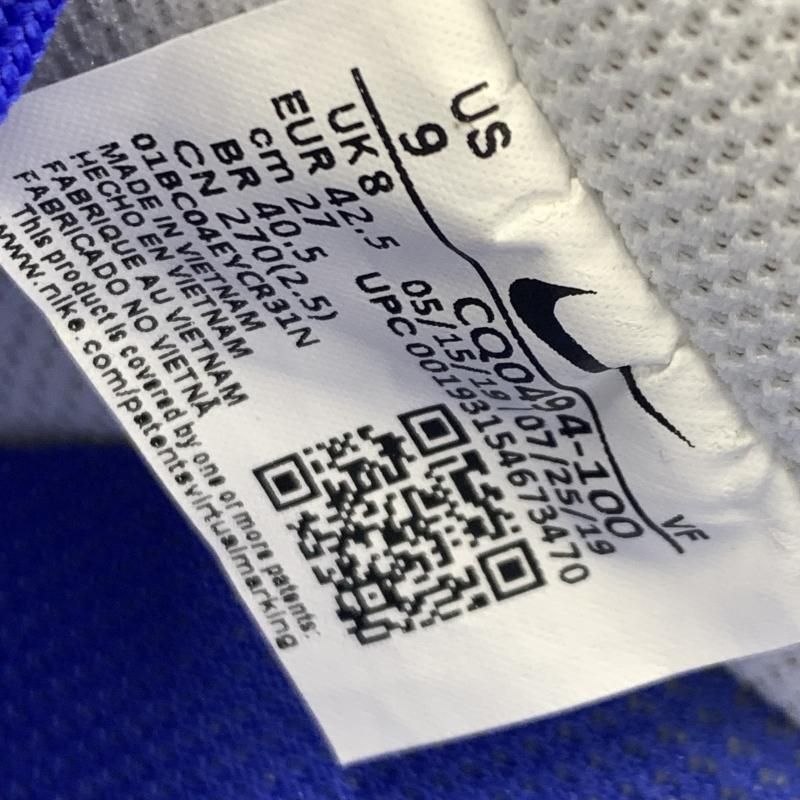 US
9
VF
UK 8
EUR 42.5
cm 27
BR 40.5
CN 270(2.5)
01BC04EYCR31N
MADE IN VIETNAM
HECHO EN VIETNAM
FABRIQUE AU VIETNAM
FABRICADO NO VIETNÃ
This product is covered by one or more patents:
www.nike.com/patentsvirtualmarking
CQ0494-100
05/15/19 07/25/19
UPC 00193154673470